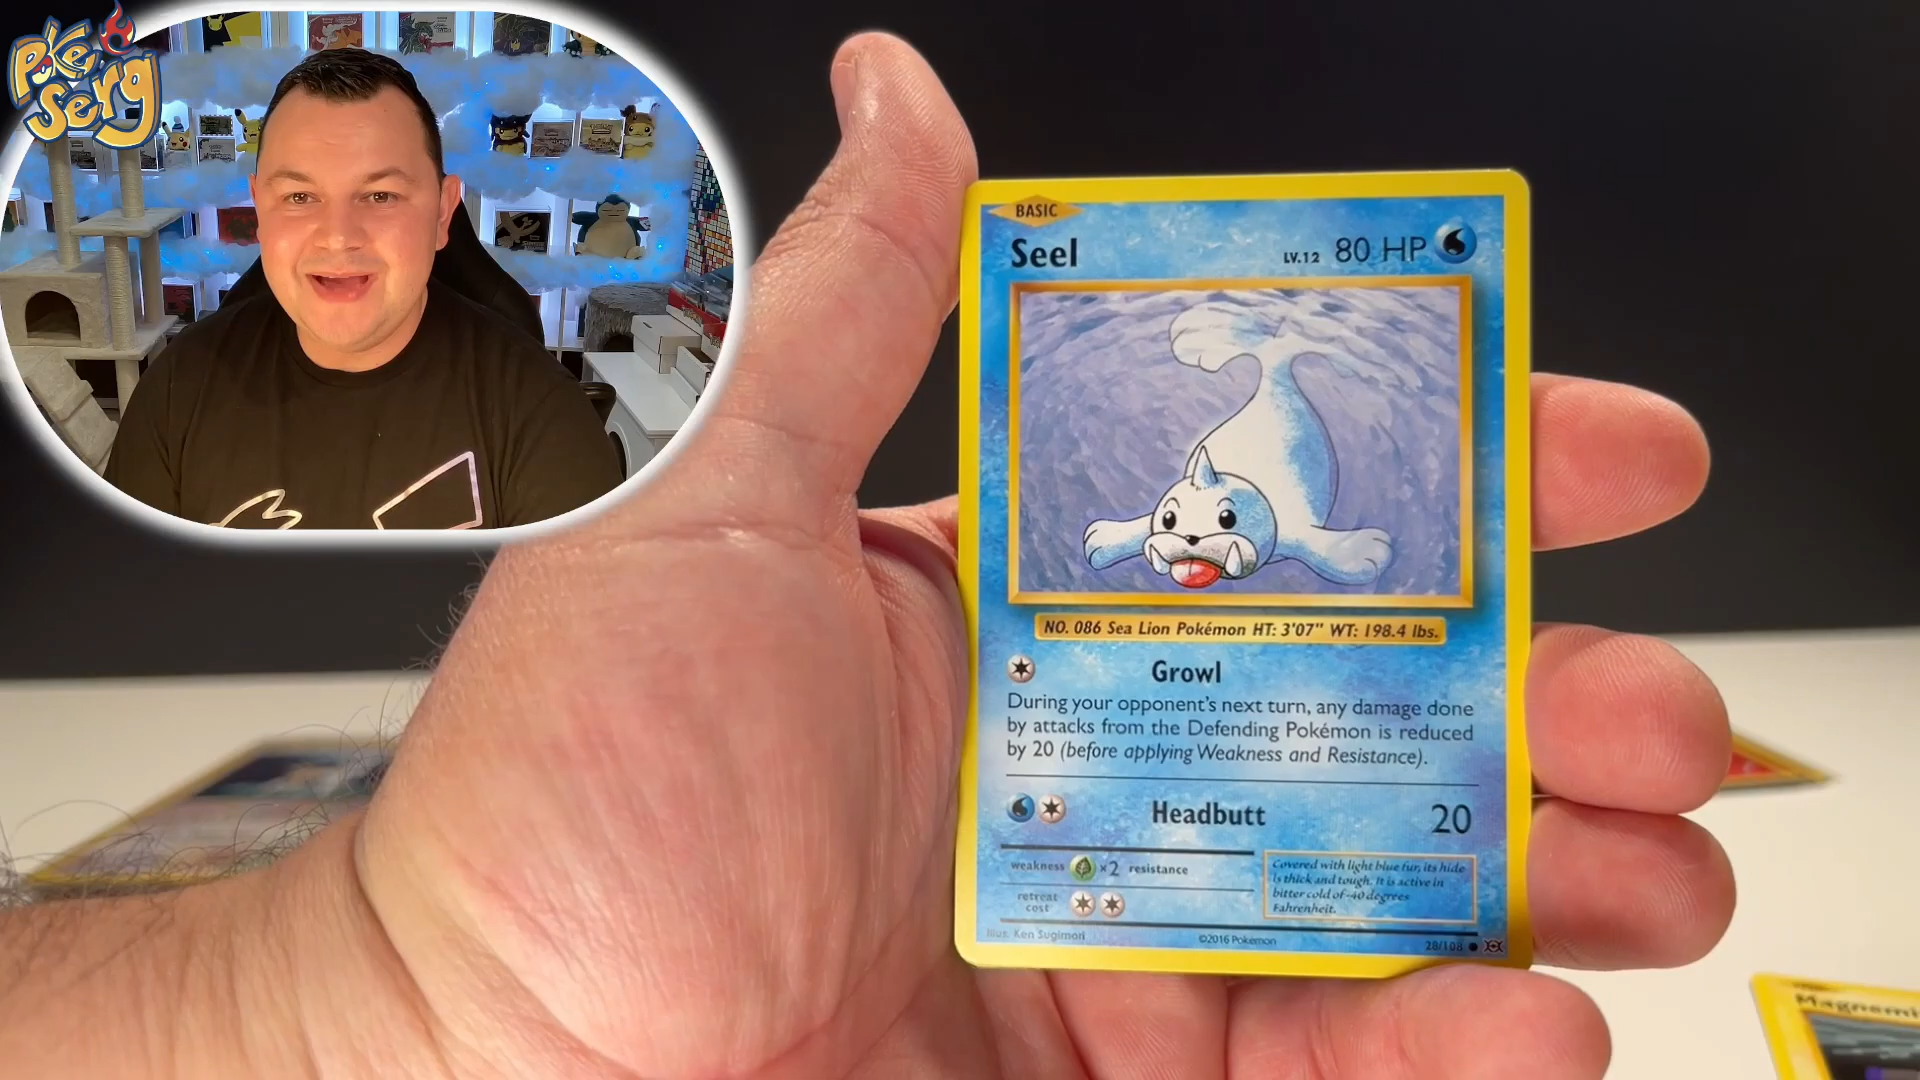 Poké
Serg
BASIC
Seel
LV.12 80 HP
NO. 086 Sea Lion Pokémon HT: 3'07" WT: 198.4 lbs.
Growl
During your opponent's next turn, any damage done
by attacks from the Defending Pokémon is reduced
by 20 (before applying Weakness and Resistance).
Headbutt 20
weakness ×2 resistance
retreat
cost
Covered with light blue fur, its hide
is thick and tough. It is active in
bitter cold of -40 degrees
Fahrenheit.
Illus. Ken Sugimori
©2016 Pokémon
28/108